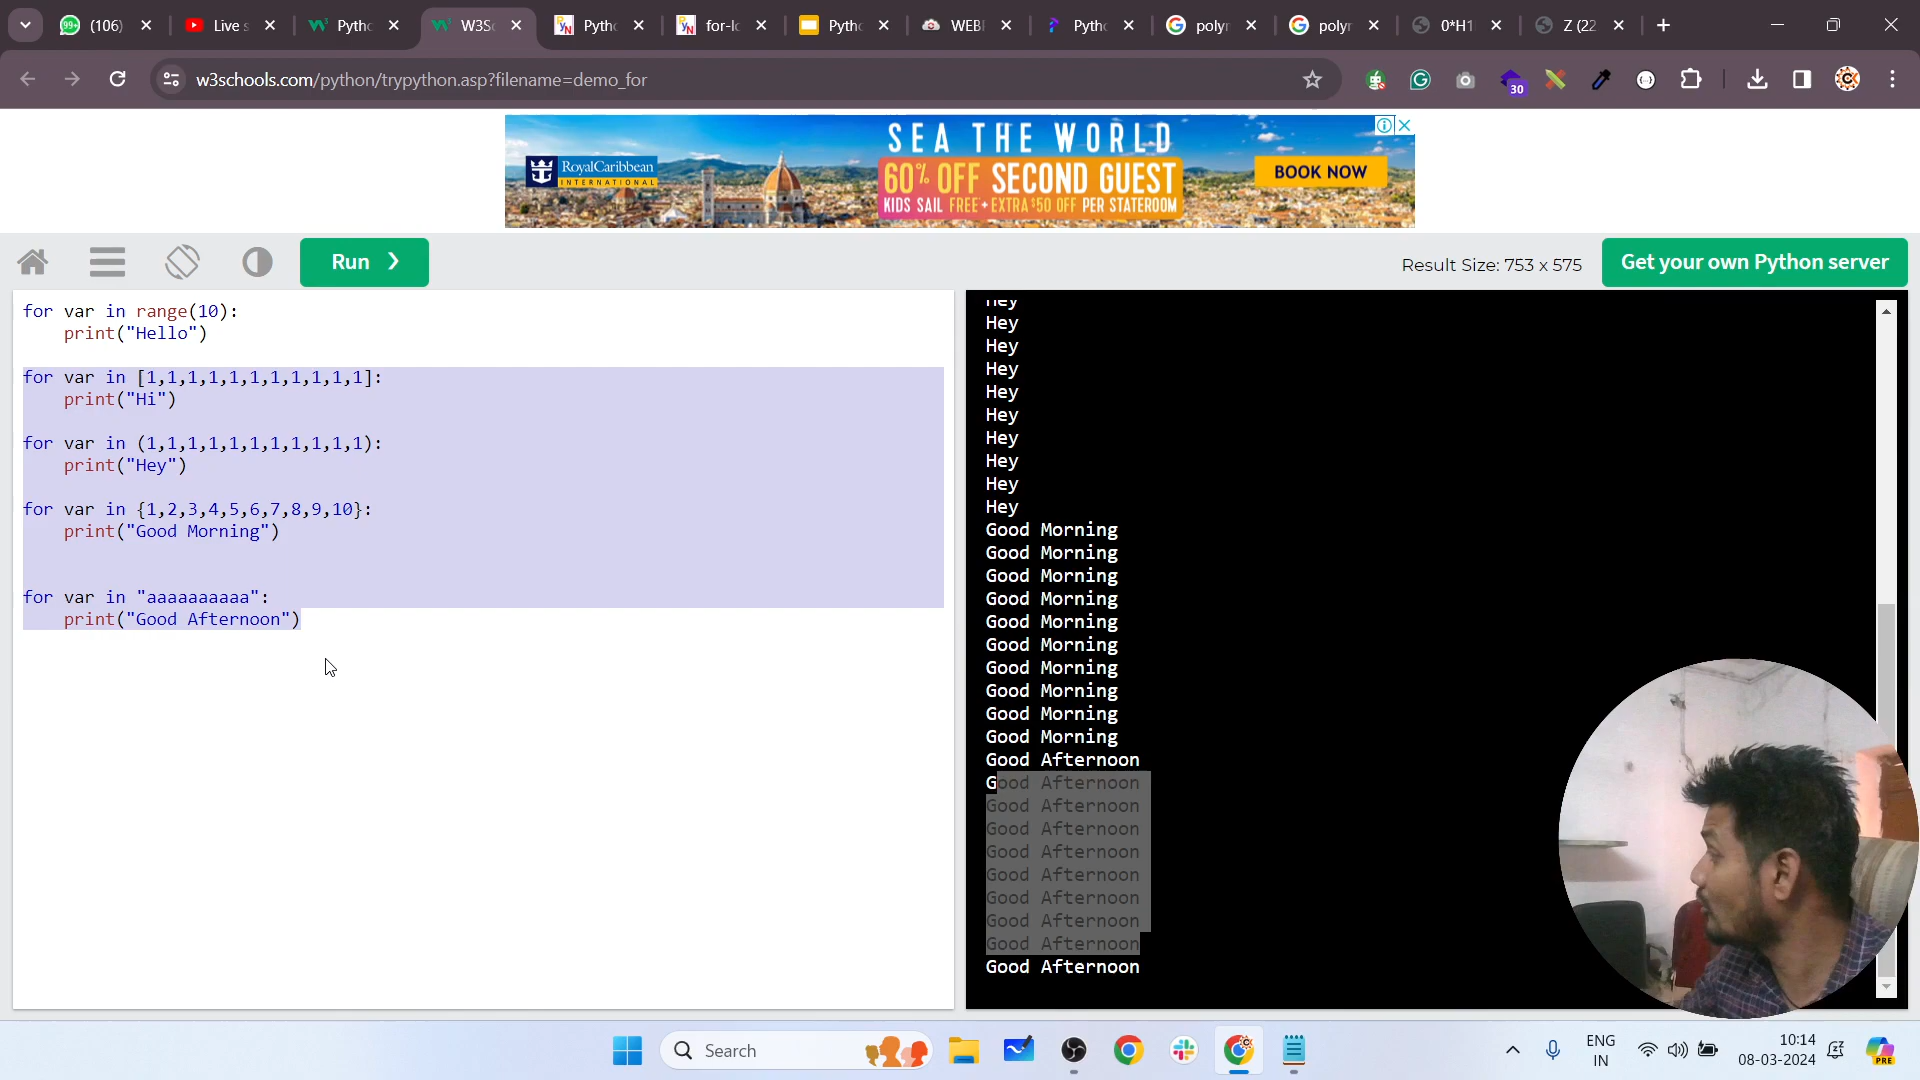 (106)
Live s
Pytho
W3Sc
Pytho
for-lo
Pytho
WEBI
Pytho
polyr
polyr
0*H1
Z (22
w3schools.com/python/trypython.asp?filename=demo_for
30
RoyalCaribbean
INTERNATIONAL
SEA THE WORLD
60% OFF SECOND GUEST
KIDS SAIL FREE + EXTRA $50 OFF PER STATEROOM
BOOK NOW
Run
Result Size: 753 x 575
Get your own Python server
for var in range(10):
print("Hello")
for var in [1,1,1,1,1,1,1,1,1,1,1]:
print("Hi")
for var in (1,1,1,1,1,1,1,1,1,1,1):
print("Hey")
for var in {1,2,3,4,5,6,7,8,9,10}:
print("Good Morning")
for var in "aaaaaaaaaa":
print("Good Afternoon")
Hey
Hey
Hey
Hey
Hey
Hey
Hey
Hey
Hey
Hey
Good Morning
Good Morning
Good Morning
Good Morning
Good Morning
Good Morning
Good Morning
Good Morning
Good Morning
Good Morning
Good Afternoon
Good Afternoon
Good Afternoon
Good Afternoon
Good Afternoon
Good Afternoon
Good Afternoon
Good Afternoon
Good Afternoon
Good Afternoon
Search
ENG
IN
10:14
08-03-2024
PRE